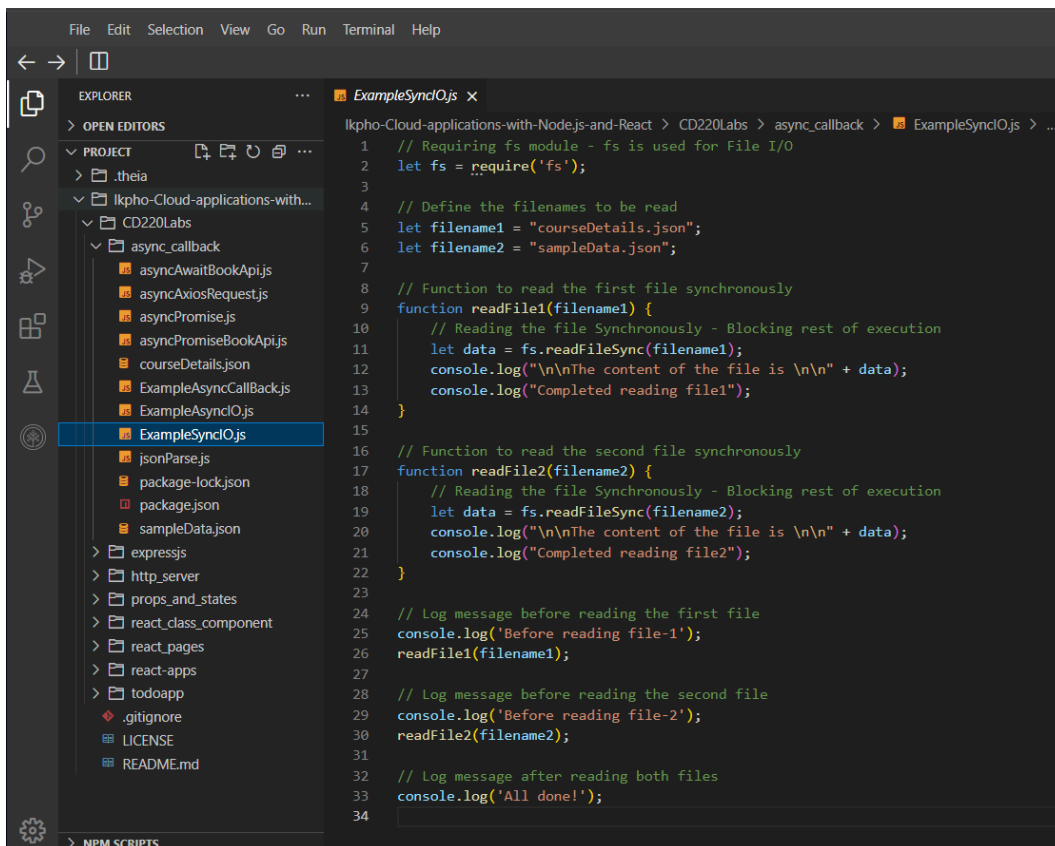 File Edit Selection View Go Run Terminal Help
EXPLORER
OPEN EDITORS
PROJECT
.theia
lkpho-Cloud-applications-with...
CD220Labs
async_callback
asyncAwaitBookApi.js
asyncAxiosRequest.js
asyncPromise.js
asyncPromiseBookApi.js
courseDetails.json
ExampleAsyncCallBack.js
ExampleAsyncIO.js
ExampleSyncIO.js
jsonParse.js
package-lock.json
package.json
sampleData.json
expressjs
http_server
props_and_states
react_class_component
react_pages
react-apps
todoapp
.gitignore
LICENSE
README.md
NPM SCRIPTS
JS ExampleSyncIO.js ×
lkpho-Cloud-applications-with-Node.js-and-React > CD220Labs > async_callback > JS ExampleSyncIO.js > ...
1 // Requiring fs module - fs is used for File I/O
2 let fs = require('fs');
3
4 // Define the filenames to be read
5 let filename1 = "courseDetails.json";
6 let filename2 = "sampleData.json";
7
8 // Function to read the first file synchronously
9 function readFile1(filename1) {
10 // Reading the file Synchronously - Blocking rest of execution
11 let data = fs.readFileSync(filename1);
12 console.log("\n\nThe content of the file is \n\n" + data);
13 console.log("Completed reading file1");
14 }
15
16 // Function to read the second file synchronously
17 function readFile2(filename2) {
18 // Reading the file Synchronously - Blocking rest of execution
19 let data = fs.readFileSync(filename2);
20 console.log("\n\nThe content of the file is \n\n" + data);
21 console.log("Completed reading file2");
22 }
23
24 // Log message before reading the first file
25 console.log('Before reading file-1');
26 readFile1(filename1);
27
28 // Log message before reading the second file
29 console.log('Before reading file-2');
30 readFile2(filename2);
31
32 // Log message after reading both files
33 console.log('All done!');
34